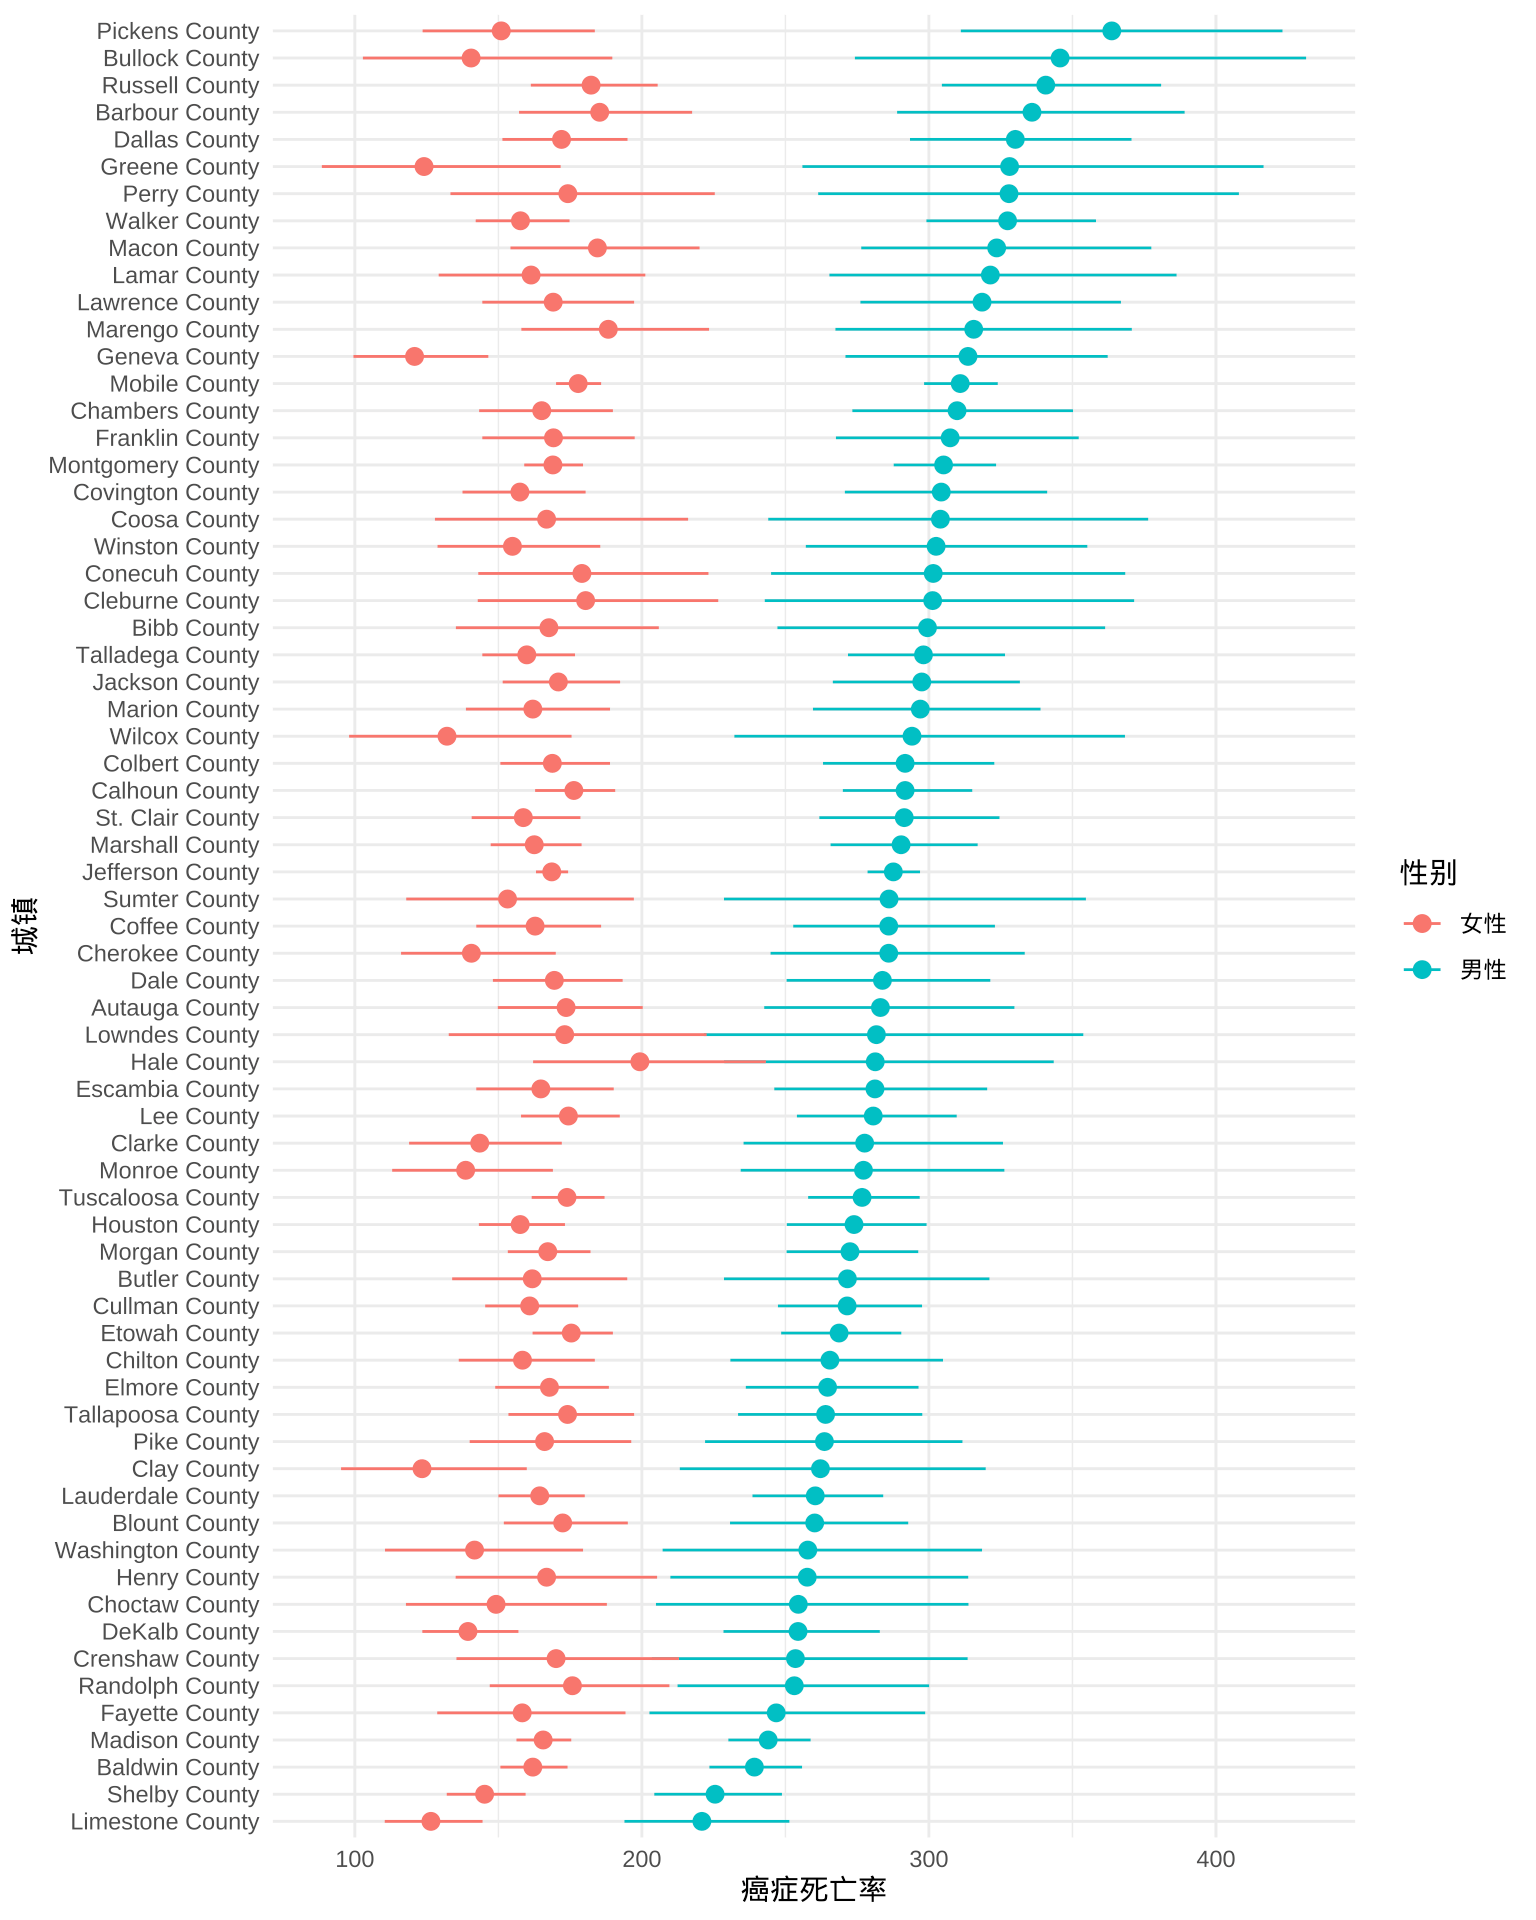 Pickens County
Bullock County
Russell County
Barbour County
Dallas County
Greene County
Perry County
Walker County
Macon County
Lamar County
Lawrence County
Marengo County
Geneva County
Mobile County
Chambers County
Franklin County
Montgomery County
Covington County
Coosa County
Winston County
Conecuh County
Cleburne County
Bibb County
Talladega County
Jackson County
Marion County
Wilcox County
Colbert County
Calhoun County
St. Clair County
Marshall County
Jefferson County
Sumter County
Coffee County
Cherokee County
Dale County
Autauga County
Lowndes County
Hale County
Escambia County
Lee County
Clarke County
Monroe County
Tuscaloosa County
Houston County
Morgan County
Butler County
Cullman County
Etowah County
Chilton County
Elmore County
Tallapoosa County
Pike County
Clay County
Lauderdale County
Blount County
Washington County
Henry County
Choctaw County
DeKalb County
Crenshaw County
Randolph County
Fayette County
Madison County
Baldwin County
Shelby County
Limestone County
城镇
100 200 300 400
癌症死亡率
性别
女性
男性